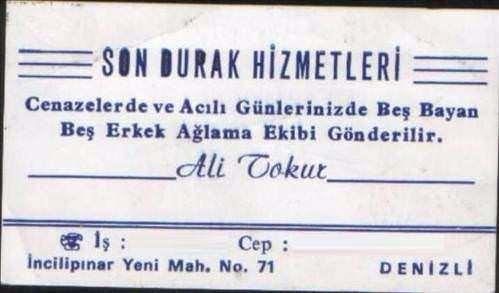 SON DURAK HİZMETLERİ
Cenazelerde ve Acılı Günlerinizde Beş Bayan
Beş Erkek Ağlama Ekibi Gönderilir.
Ali Tokut
☎ İş : Cep :
İncilipınar Yeni Mah. No. 71 DENİZLİ